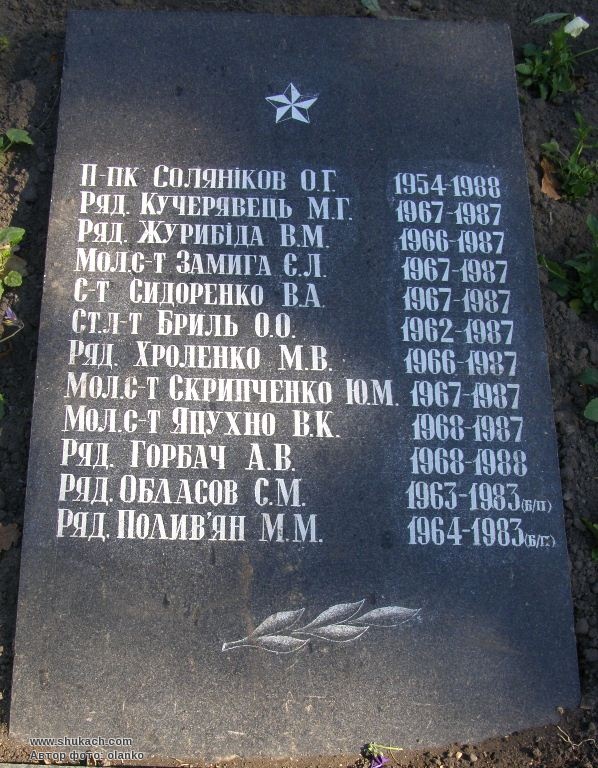 П-пк Соляніков О.Г. 1954-1988
Ряд. Кучерявець М.Г. 1967-1987
Ряд. Журибіда В.М. 1966-1987
Мол.с-т Замига Є.Л. 1967-1987
С-т Сидоренко В.А. 1967-1987
Ст.л-т Бриль О.О. 1962-1987
Ряд. Хроленко М.В. 1966-1987
Мол.с-т Скрипченко Ю.М. 1967-1987
Мол.с-т Яцухно В.К. 1968-1987
Ряд. Горбач А.В. 1968-1988
Ряд. Обласов С.М. 1963-1983(б/п)
Ряд. Полив'ян М.М. 1964-1983
www.shukach.com
Автор фото: olanko